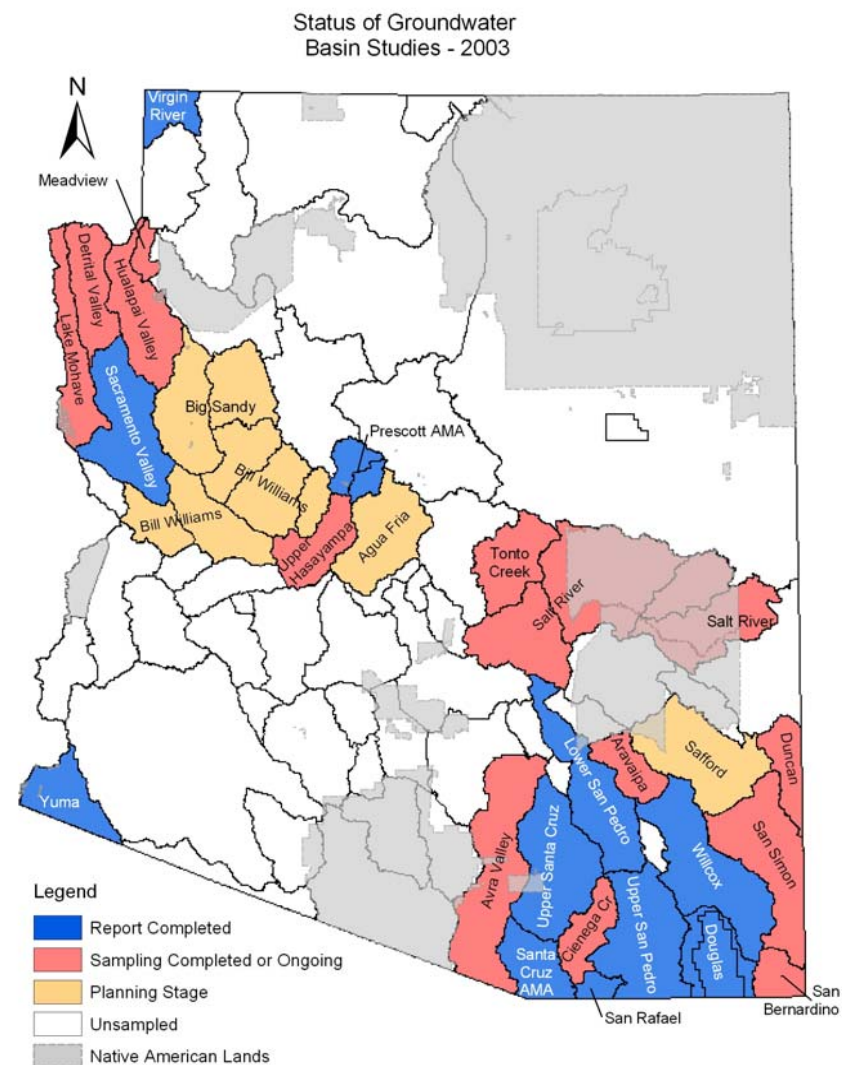 Status of Groundwater
Basin Studies - 2003
N
Virgin
River
Meadview
Lake Mohave
Detrital Valley
Hualapai Valley
Sacramento Valley
Big Sandy
Prescott AMA
Bill Williams
Bill Williams
Upper
Hasayampa
Agua Fria
Tonto
Creek
Salt River
Salt River
Yuma
Lower San Pedro
Aravaipa
Safford
Duncan
Avra Valley
Upper Santa Cruz
Willcox
San Simon
Cienega Cr
Upper San Pedro
Douglas
Santa
Cruz
AMA
San Rafael
San
Bernardino
Legend
Report Completed
Sampling Completed or Ongoing
Planning Stage
Unsampled
Native American Lands